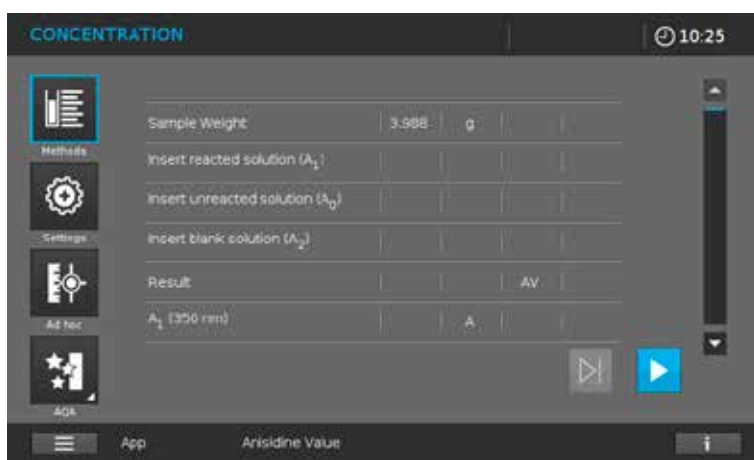 CONCENTRATION 10:25
Methods
Settings
Ad hoc
AQA
Sample Weight 3.988 g
Insert reacted solution (A1)
Insert unreacted solution (A0)
Insert blank solution (A2)
Result AV
A1 (350 nm) A
App Anisidine Value i